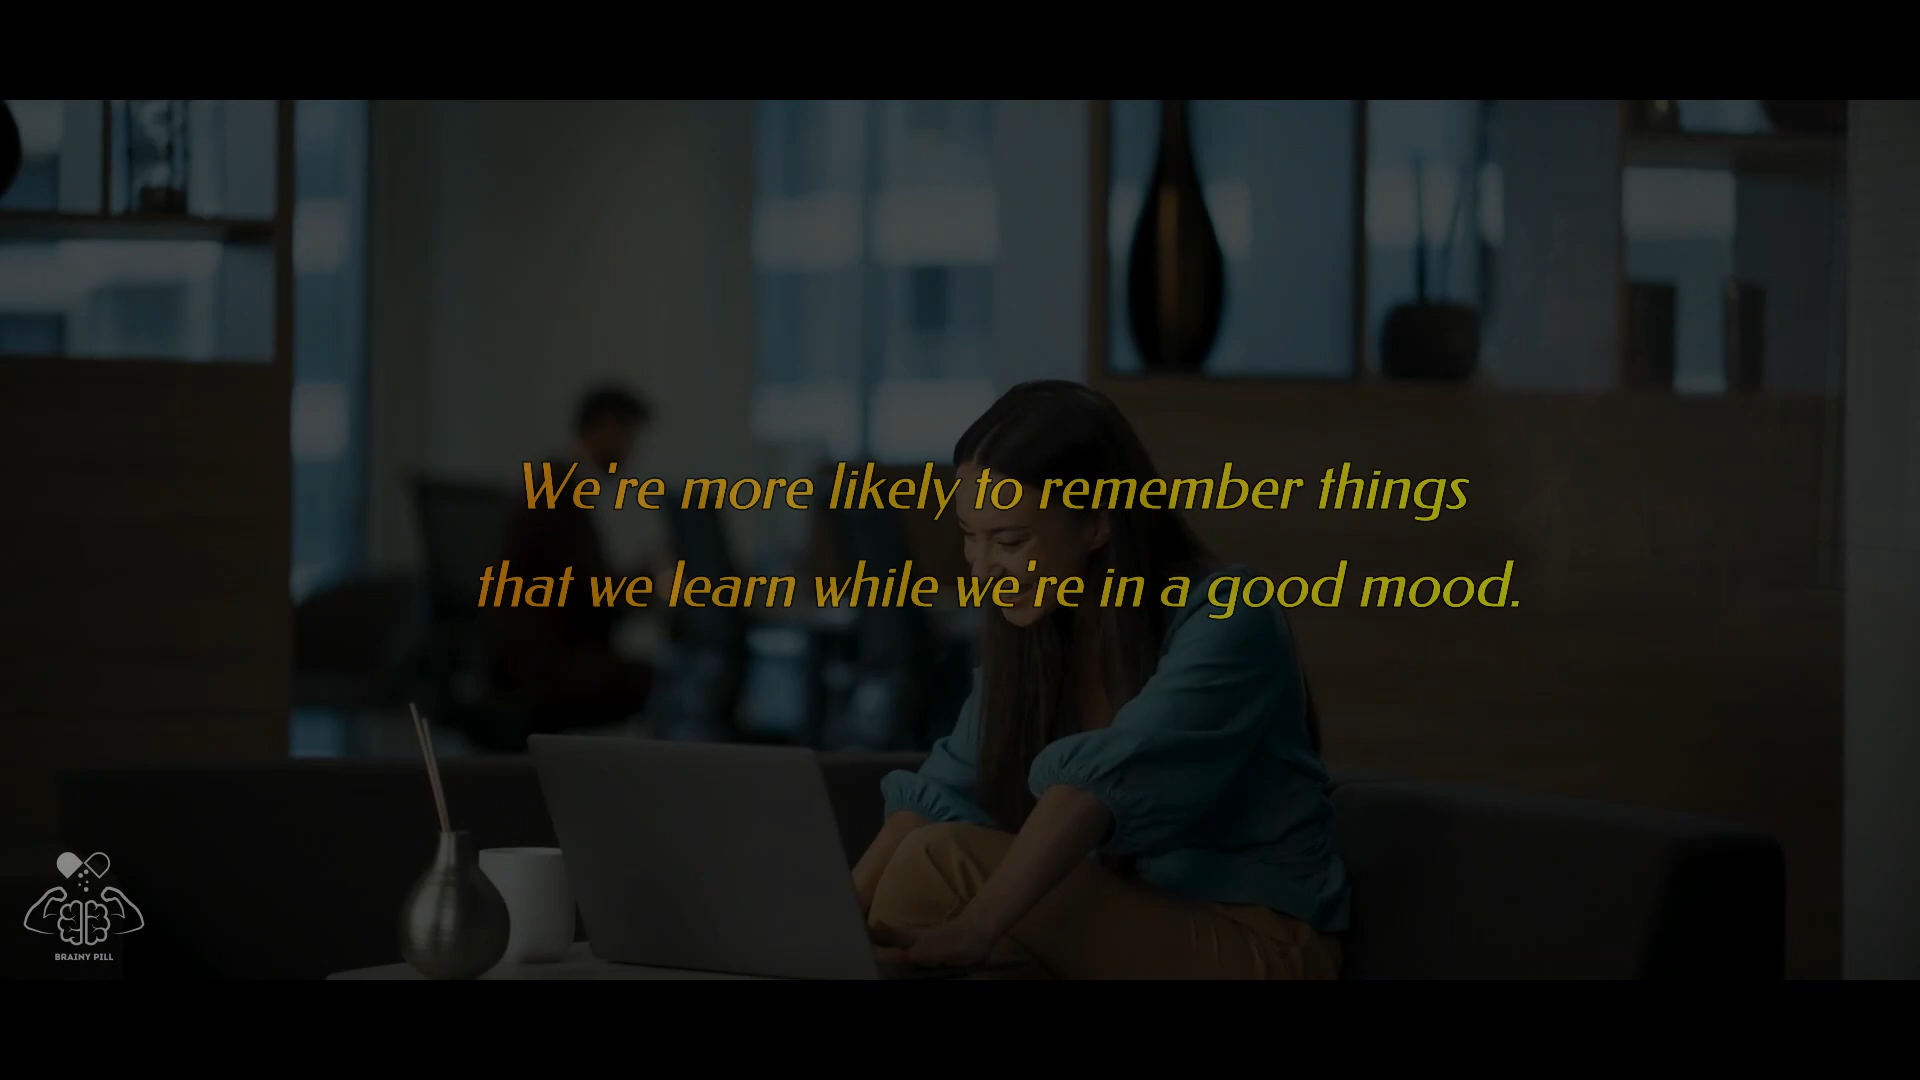 We're more likely to remember things
that we learn while we're in a good mood.
BRAINY PILL